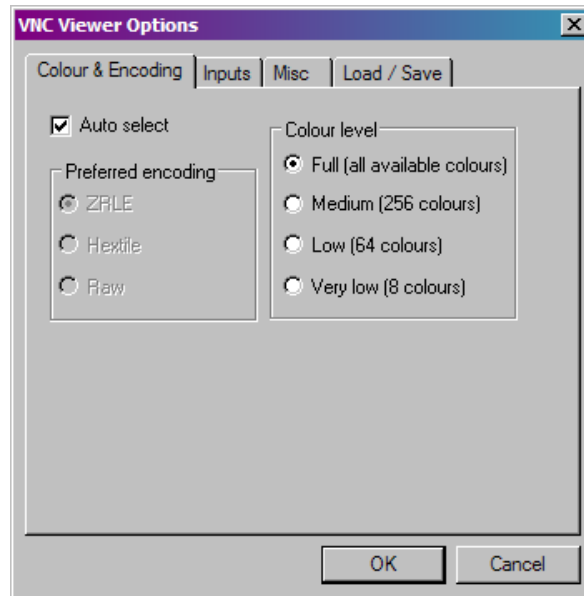 VNC Viewer Options
Colour & Encoding Inputs Misc Load / Save
Auto select
Preferred encoding
ZRLE
Hextile
Raw
Colour level
Full (all available colours)
Medium (256 colours)
Low (64 colours)
Very low (8 colours)
OK Cancel